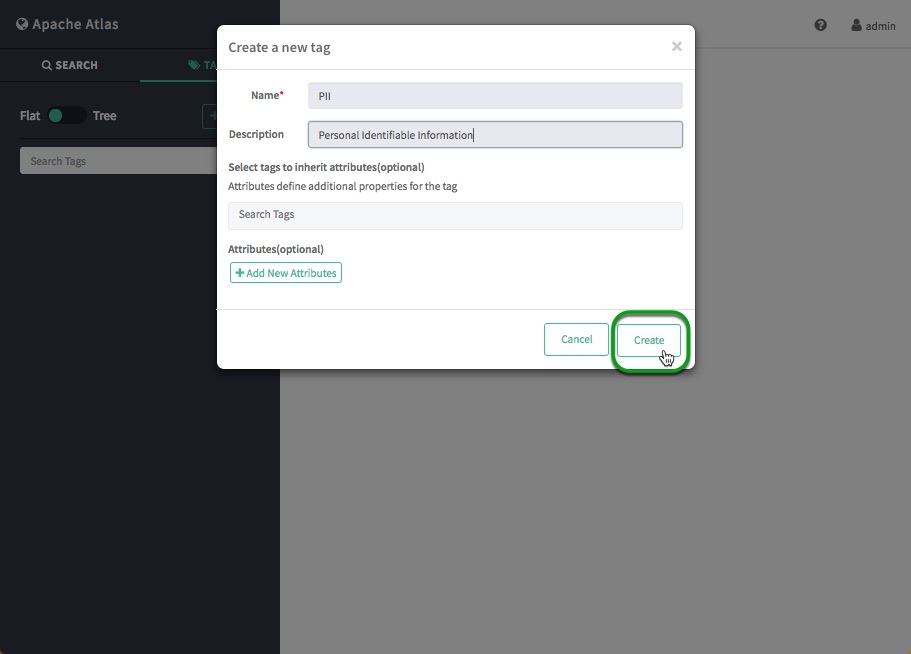 Apache Atlas
admin
SEARCH
TA
Flat Tree
Search Tags
Create a new tag
Name*
PII
Description
Personal Identifiable Information
Select tags to inherit attributes(optional)
Attributes define additional properties for the tag
Search Tags
Attributes(optional)
+ Add New Attributes
Cancel
Create